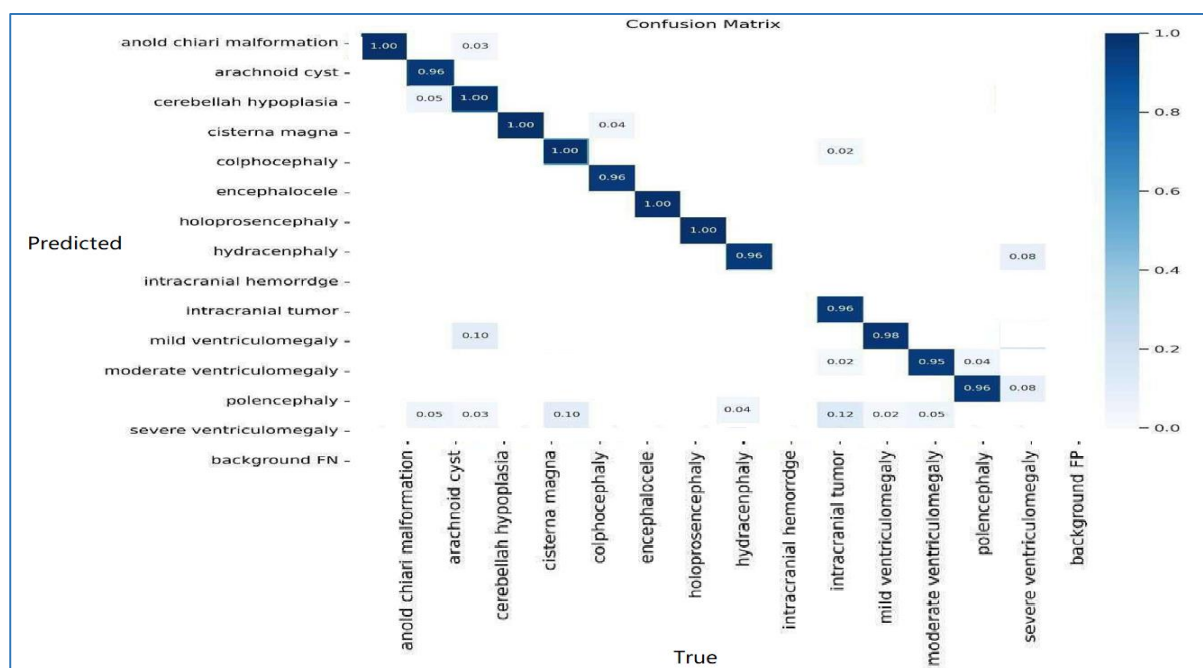 Confusion Matrix
anold chiari malformation
arachnoid cyst
cerebellah hypoplasia
cisterna magna
colphocephaly
encephalocele
holoprosencephaly
hydracenphaly
intracranial hemorrdge
intracranial tumor
mild ventriculomegaly
moderate ventriculomegaly
polencephaly
severe ventriculomegaly
background FN
Predicted
1.00 0.03
0.96
0.05 1.00
1.00 0.04
1.00 0.02
0.96
1.00
1.00
0.96 0.08
0.96
0.10 0.98
0.02 0.95 0.04
0.96 0.08
0.05 0.03 0.10 0.04 0.12 0.02 0.05
1.0
0.8
0.6
0.4
0.2
0.0
anold chiari malformation
arachnoid cyst
cerebellah hypoplasia
cisterna magna
colphocephaly
encephalocele
holoprosencephaly
hydracenphaly
intracranial hemorrdge
intracranial tumor
mild ventriculomegaly
moderate ventriculomegaly
polencephaly
severe ventriculomegaly
background FP
True